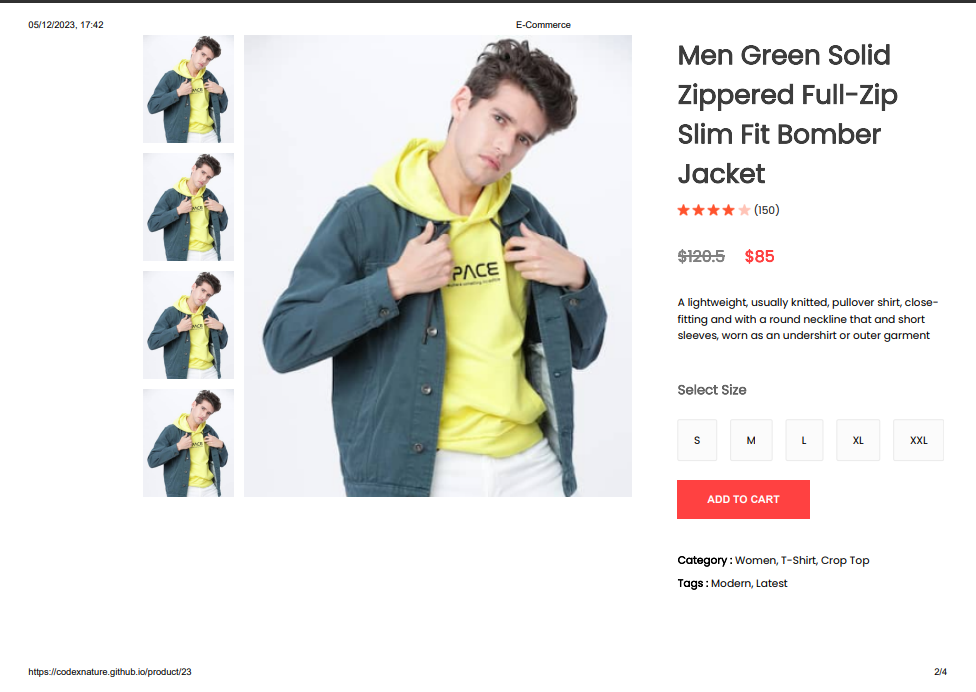 05/12/2023, 17:42
E-Commerce
Men Green Solid
Zippered Full-Zip
Slim Fit Bomber
Jacket
(150)
$120.5 $85
A lightweight, usually knitted, pullover shirt, close-
fitting and with a round neckline that and short
sleeves, worn as an undershirt or outer garment
Select Size
S M L XL XXL
ADD TO CART
Category : Women, T-Shirt, Crop Top
Tags : Modern, Latest
PACE
https://codexnature.github.io/product/23
2/4